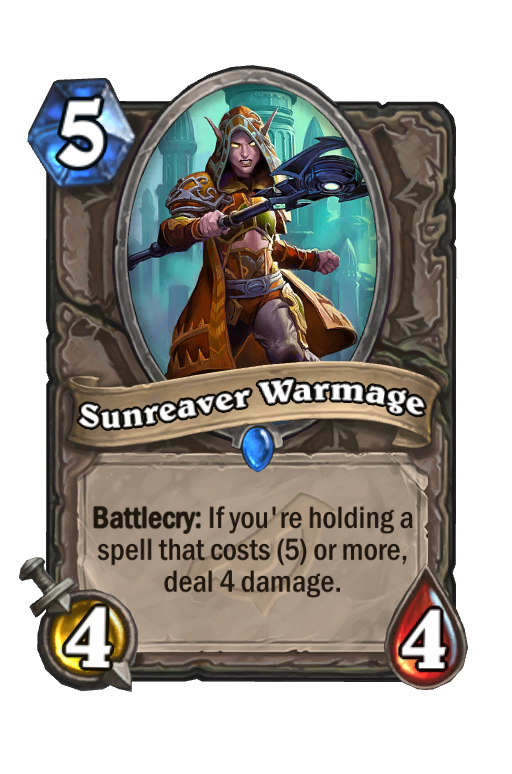 5
Sunreaver Warmage
Battlecry: If you're holding a
spell that costs (5) or more,
deal 4 damage.
4
4